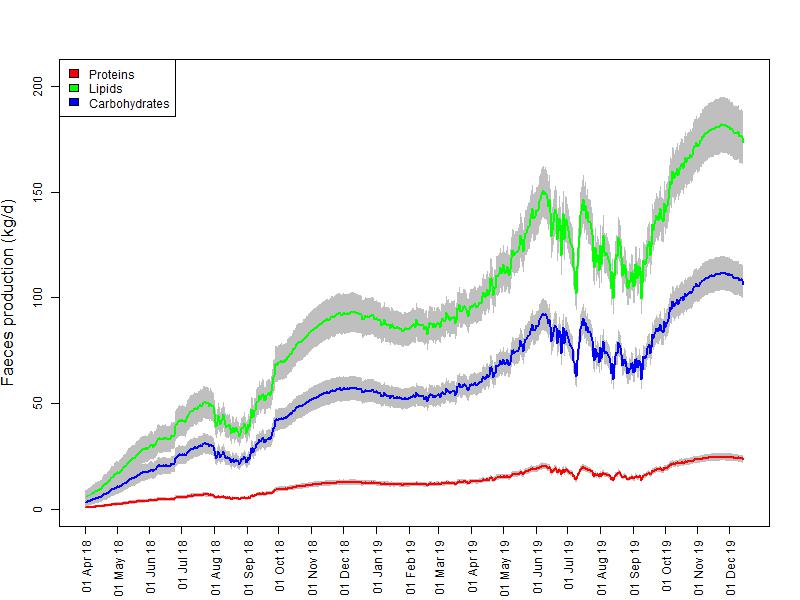 Proteins
Lipids
Carbohydrates
Faeces production (kg/d)
200
150
100
50
0
01 Apr 18
01 May 18
01 Jun 18
01 Jul 18
01 Aug 18
01 Sep 18
01 Oct 18
01 Nov 18
01 Dec 18
01 Jan 19
01 Feb 19
01 Mar 19
01 Apr 19
01 May 19
01 Jun 19
01 Jul 19
01 Aug 19
01 Sep 19
01 Oct 19
01 Nov 19
01 Dec 19